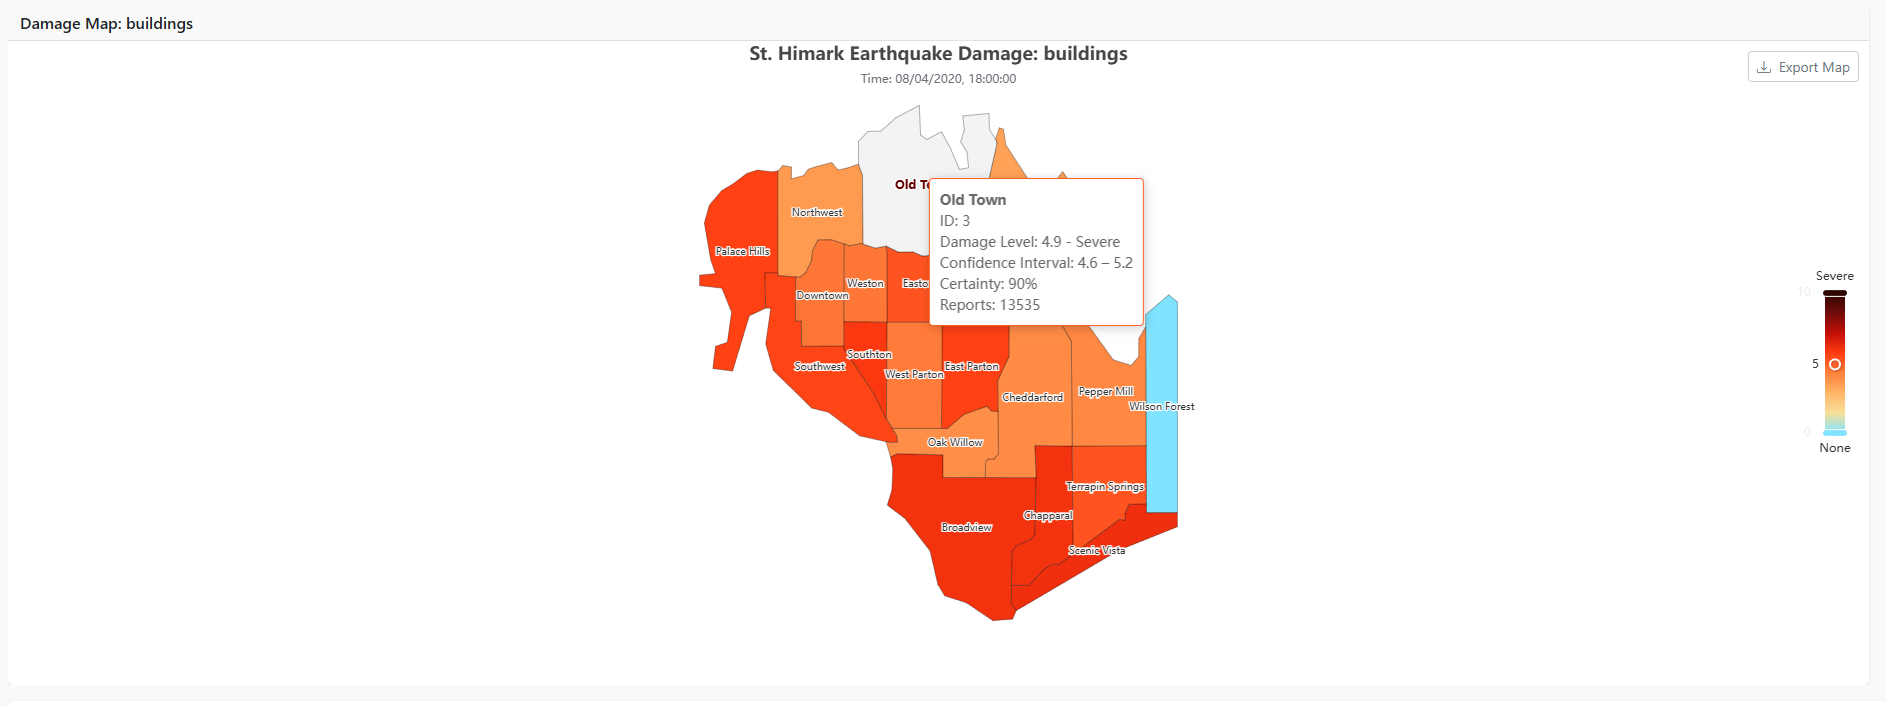 Damage Map: buildings
St. Himark Earthquake Damage: buildings
Time: 08/04/2020, 18:00:00
Export Map
Old To
Old Town
ID: 3
Damage Level: 4.9 - Severe
Confidence Interval: 4.6 – 5.2
Certainty: 90%
Reports: 13535
Northwest
Palace Hills
Weston
Easto
Downtown
Southton
Southwest
West Parton
East Parton
Cheddarford
Pepper Mill
Wilson Forest
Oak Willow
Terrapin Springs
Chapparal
Broadview
Scenic Vista
Severe
10
5
0
None